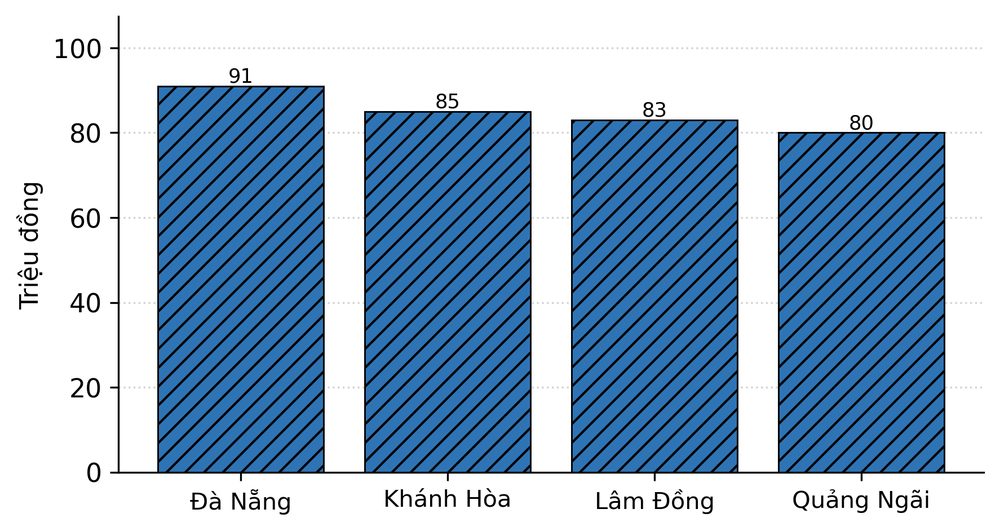 Triệu đồng
100
80
60
40
20
0
91
85
83
80
Đà Nẵng
Khánh Hòa
Lâm Đồng
Quảng Ngãi